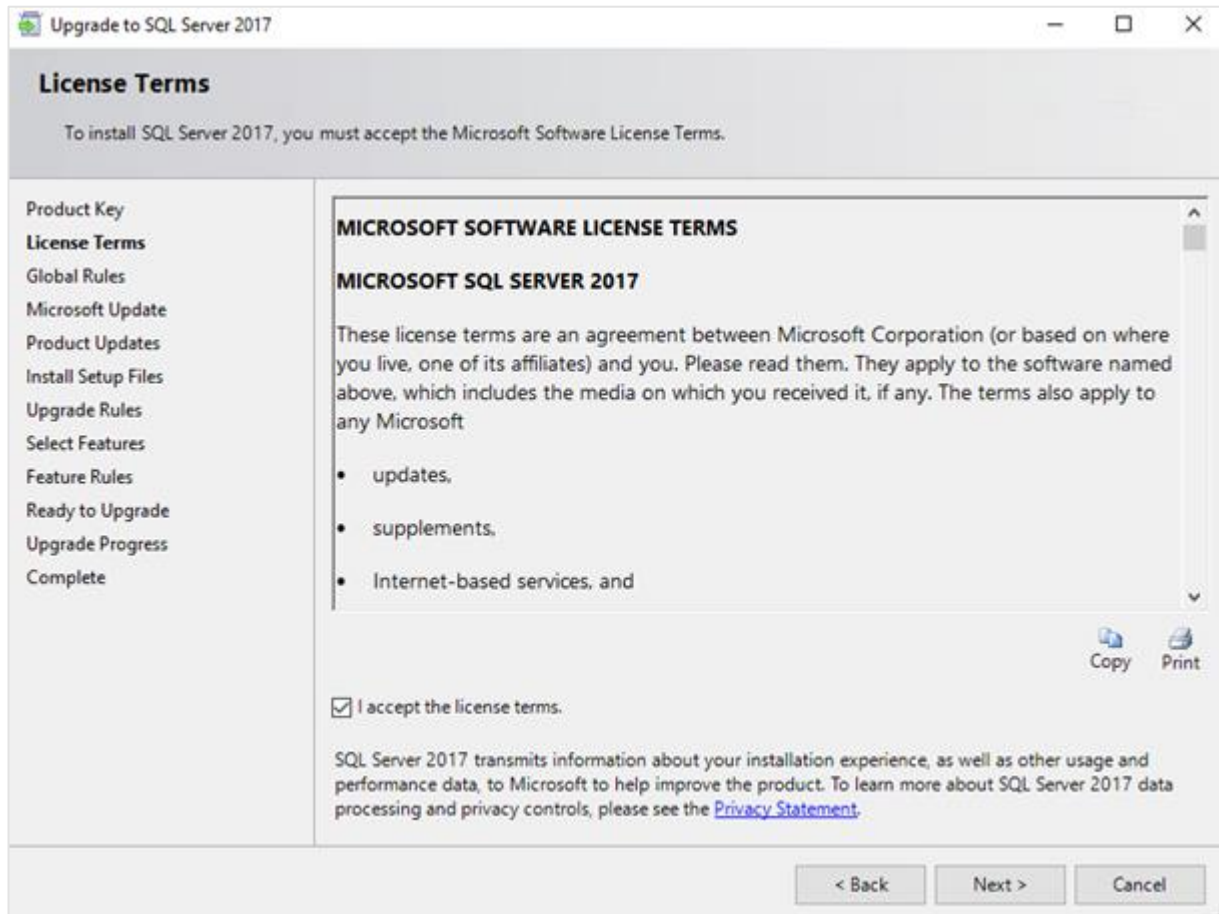 Upgrade to SQL Server 2017
License Terms
To install SQL Server 2017, you must accept the Microsoft Software License Terms.
Product Key
License Terms
Global Rules
Microsoft Update
Product Updates
Install Setup Files
Upgrade Rules
Select Features
Feature Rules
Ready to Upgrade
Upgrade Progress
Complete
MICROSOFT SOFTWARE LICENSE TERMS
MICROSOFT SQL SERVER 2017
These license terms are an agreement between Microsoft Corporation (or based on where
you live, one of its affiliates) and you. Please read them. They apply to the software named
above, which includes the media on which you received it, if any. The terms also apply to
any Microsoft
• updates,
• supplements,
• Internet-based services, and
Copy
Print
I accept the license terms.
SQL Server 2017 transmits information about your installation experience, as well as other usage and
performance data, to Microsoft to help improve the product. To learn more about SQL Server 2017 data
processing and privacy controls, please see the Privacy Statement.
< Back
Next >
Cancel